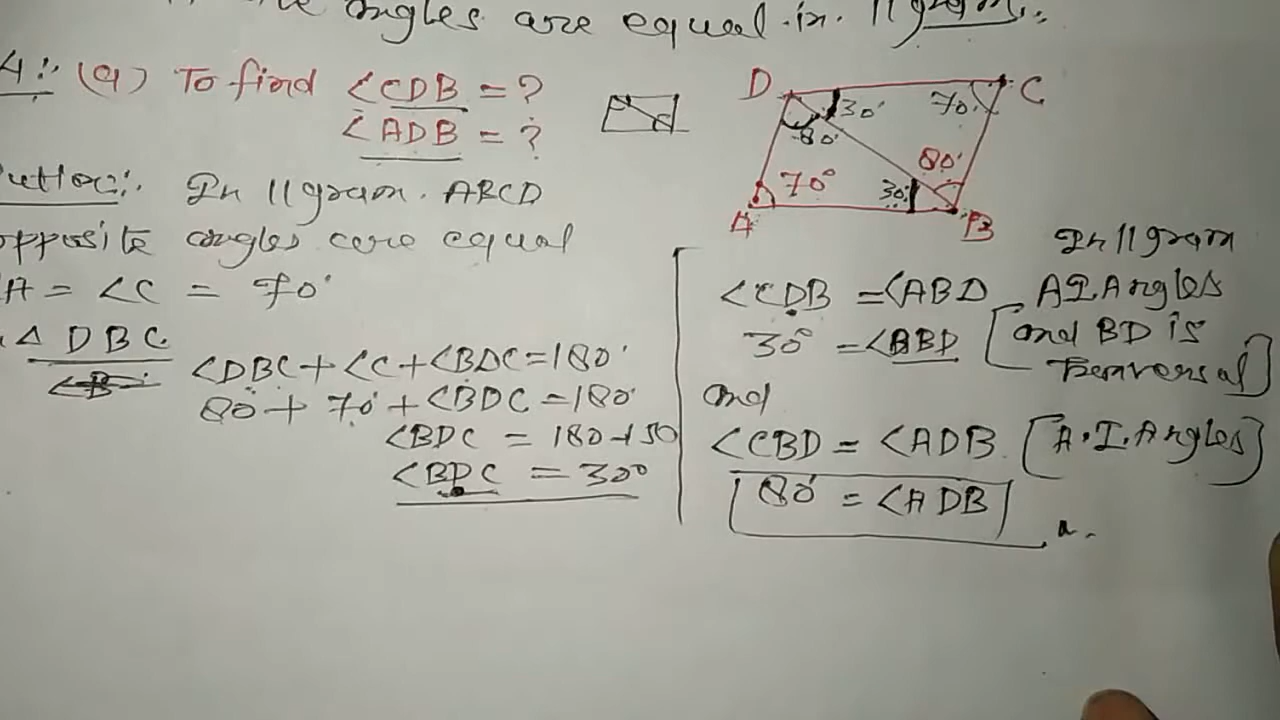 angles are equal in ||gram.
4:- (a) To find ∠CDB = ?
∠ADB = ?
In ||gram. ABCD
opposite angles are equal
A = ∠C = 70°
Δ DBC
∠B
∠DBC + ∠C + ∠BDC = 180°
80 + 70 + ∠BDC = 180
∠BDC = 180-150
∠BDC = 30°
D
C
30°
70°
80°
80°
70°
30°
A
B
In ||gram
∠CDB = ∠ABD A I Angles
30° = ∠ABD [and BD is
Tranversal]
and
∠CBD = ∠ADB [A.I.Angles]
80° = ∠ADB